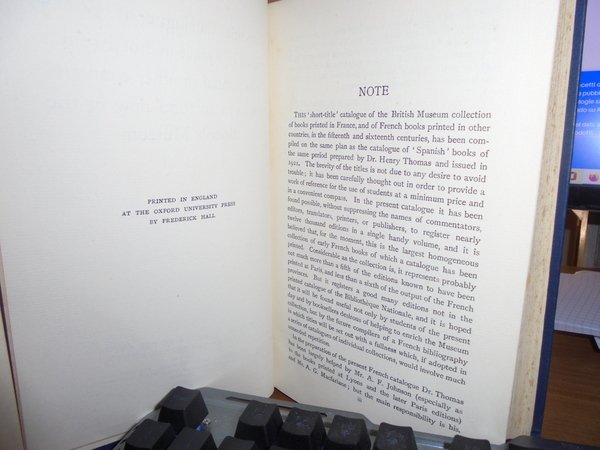 PRINTED IN ENGLAND
AT THE OXFORD UNIVERSITY PRESS
BY FREDERICK HALL
NOTE
THIS 'short-title' catalogue of the British Museum collection
of books printed in France, and of French books printed in other
countries, in the fifteenth and sixteenth centuries, has been com-
piled on the same plan as the catalogue of 'Spanish' books of
the same period prepared by Dr. Henry Thomas and issued in
1921. The brevity of the titles is not due to any desire to avoid
trouble; it has been carefully thought out in order to provide a
work of reference for the use of students at a minimum price and
in a convenient compass. In the present catalogue it has been
found possible, without suppressing the names of commentators,
editors, translators, printers, or publishers, to register nearly
twelve thousand editions in a single handy volume, and it is
believed that, for the moment, this is the largest homogeneous
collection of early French books of which a catalogue has been
printed. Considerable as the collection is, it represents probably
not much more than a fifth of the editions known to have been
printed at Paris, and less than a sixth of the output of the French
provinces. But it registers a good many editions not in the
printed catalogue of the Bibliothèque Nationale, and it is hoped
that it will be found useful not only by students of the present
day and by booksellers desirous of helping to enrich the Museum
collection, but by the future compilers of a French bibliography
in which titles will be set out with a fullness which, if adopted in
a series of catalogues of individual collections, would involve much
unneeded repetition.
In the preparation of the present French catalogue Dr. Thomas
has been largely helped by Mr. A. F. Johnson (especially as
to the books printed at Lyons and the later Paris editions)
and Mr. A. G. Macfarlane; but the main responsibility is his,